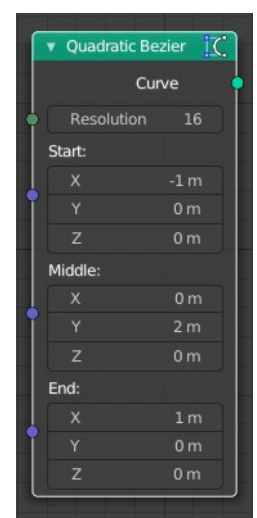 Quadratic Bezier
Curve
Resolution 16
Start:
X -1 m
Y 0 m
Z 0 m
Middle:
X 0 m
Y 2 m
Z 0 m
End:
X 1 m
Y 0 m
Z 0 m